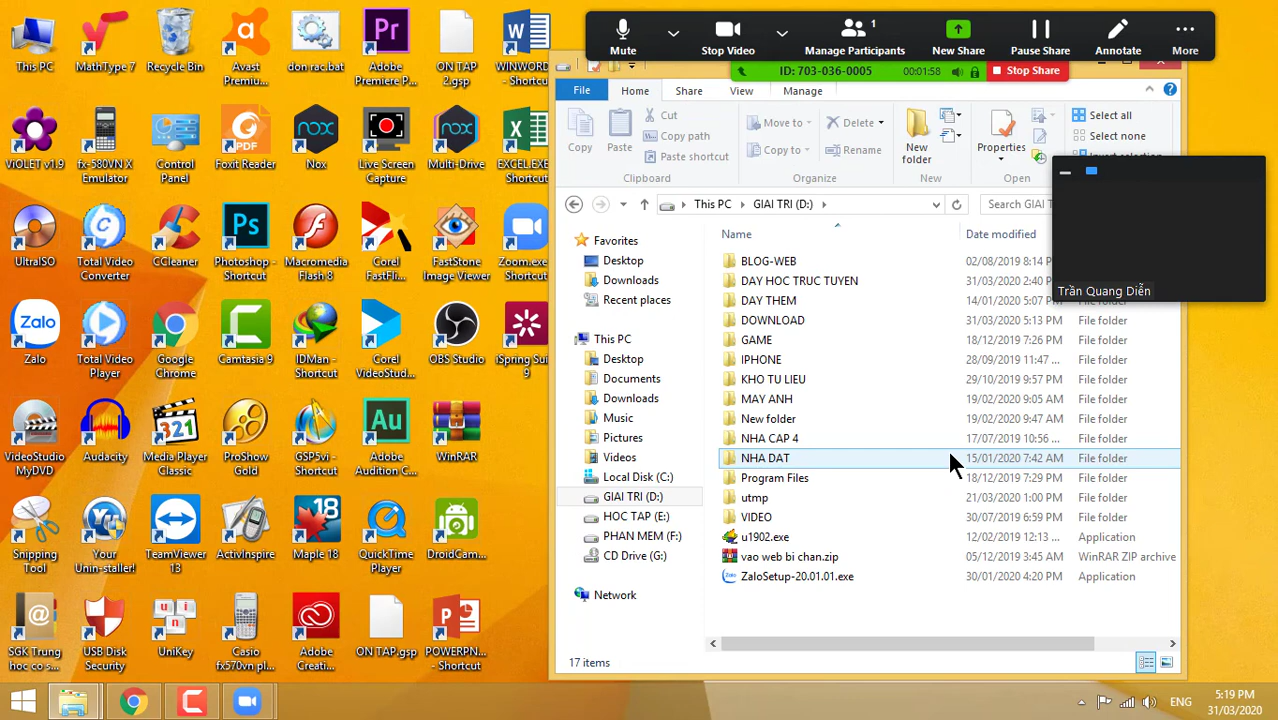 This PC
MathType 7
Recycle Bin
Avast
Premiu...
don rac.bat
Adobe
Premiere P...
ON TAP
2.gsp
WINWORD
- Shortcut
ViOLET v1.9
fx-580VN X
Emulator
Control
Panel
Foxit Reader
Nox
Live Screen
Capture
Multi-Drive
EXCEL.EXE
Shortcut
UltraISO
Total Video
Converter
CCleaner
Photoshop -
Shortcut
Macromedia
Flash 8
Corel
FastFli...
FastStone
Image Viewer
Zoom.exe -
Shortcut
Zalo
Total Video
Player
Google
Chrome
Camtasia 9
IDMan -
Shortcut
Corel
VideoStud...
OBS Studio
iSpring Sui
9
VideoStudio
MyDVD
Audacity
Media Player
Classic
ProShow
Gold
GSP5vi -
Shortcut
Adobe
Audition C...
WinRAR
Snipping
Tool
Your
Unin-staller!
TeamViewer
13
ActivInspire
Maple 18
QuickTime
Player
DroidCam...
SGK Trung
hoc co s...
USB Disk
Security
UniKey
Casio
fx570vn pl...
Adobe
Creati...
ON TAP.gsp
POWERPN...
- Shortcut
Mute
Stop Video
Manage Participants
1
New Share
Pause Share
Annotate
More
ID: 703-036-0005
00:01:58
Stop Share
File
Home
Share
View
Manage
Copy
Paste
Cut
Copy path
Paste shortcut
Clipboard
Move to
Copy to
Delete
Rename
Organize
New
folder
New
Properties
Open
Select all
Select none
Invert selection
This PC
GIAI TRI (D:)
Search GIAI T
Name
Date modified
Favorites
Desktop
Downloads
Recent places
This PC
Desktop
Documents
Downloads
Music
Pictures
Videos
Local Disk (C:)
GIAI TRI (D:)
HOC TAP (E:)
PHAN MEM (F:)
CD Drive (G:)
Network
BLOG-WEB 02/08/2019 8:14 P
DAY HOC TRUC TUYEN 31/03/2020 2:40 P
DAY THEM 14/01/2020 5:07 P
DOWNLOAD 31/03/2020 5:13 PM File folder
GAME 18/12/2019 7:26 PM File folder
IPHONE 28/09/2019 11:47 ... File folder
KHO TU LIEU 29/10/2019 9:57 PM File folder
MAY ANH 19/02/2020 9:05 AM File folder
New folder 19/02/2020 9:47 AM File folder
NHA CAP 4 17/07/2019 10:56 ... File folder
NHA DAT 15/01/2020 7:42 AM File folder
Program Files 18/12/2019 7:29 PM File folder
utmp 21/03/2020 1:00 PM File folder
VIDEO 30/07/2019 6:59 PM File folder
u1902.exe 12/02/2019 12:13 ... Application
vao web bi chan.zip 05/12/2019 3:45 AM WinRAR ZIP archive
ZaloSetup-20.01.01.exe 30/01/2020 4:20 PM Application
Trần Quang Diễn
17 items
ENG
5:19 PM
31/03/2020